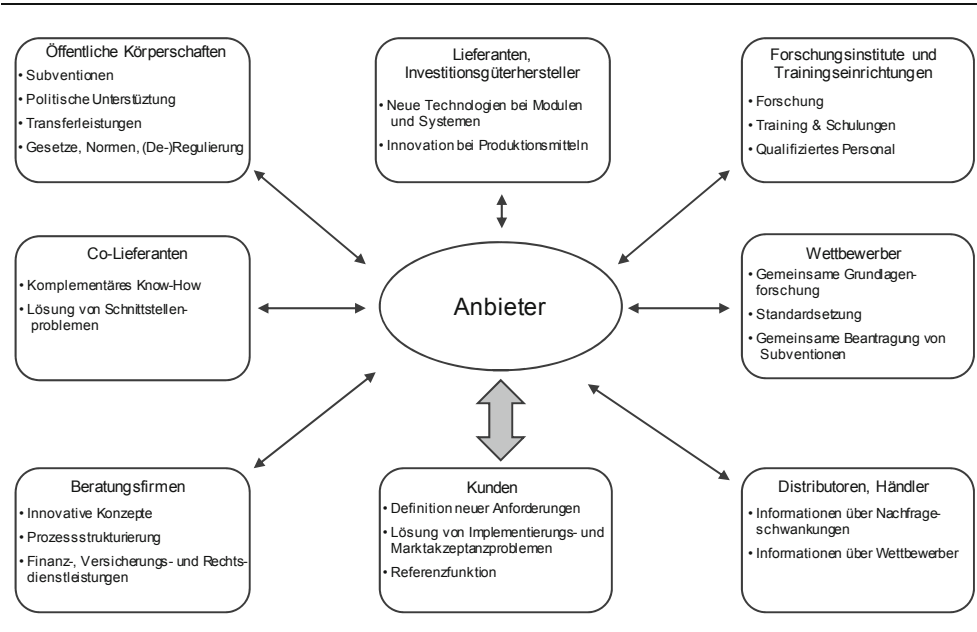 Öffentliche Körperschaften
• Subventionen
• Politische Unterstüztung
• Transferleistungen
• Gesetze, Normen, (De-)Regulierung
Lieferanten,
Investitionsgüterhersteller
• Neue Technologien bei Modulen
und Systemen
• Innovation bei Produktionsmitteln
Forschungsinstitute und
Trainingseinrichtungen
• Forschung
• Training & Schulungen
• Qualifiziertes Personal
Co-Lieferanten
• Komplementäres Know-How
• Lösung von Schnittstellen-
problemen
Anbieter
Wettbewerber
• Gemeinsame Grundlagen-
forschung
• Standardsetzung
• Gemeinsame Beantragung von
Subventionen
Beratungsfirmen
• Innovative Konzepte
• Prozessstrukturierung
• Finanz-, Versicherungs- und Rechts-
dienstleistungen
Kunden
• Definition neuer Anforderungen
• Lösung von Implementierungs- und
Marktakzeptanzproblemen
• Referenzfunktion
Distributoren, Händler
• Informationen über Nachfrage-
schwankungen
• Informationen über Wettbewerber